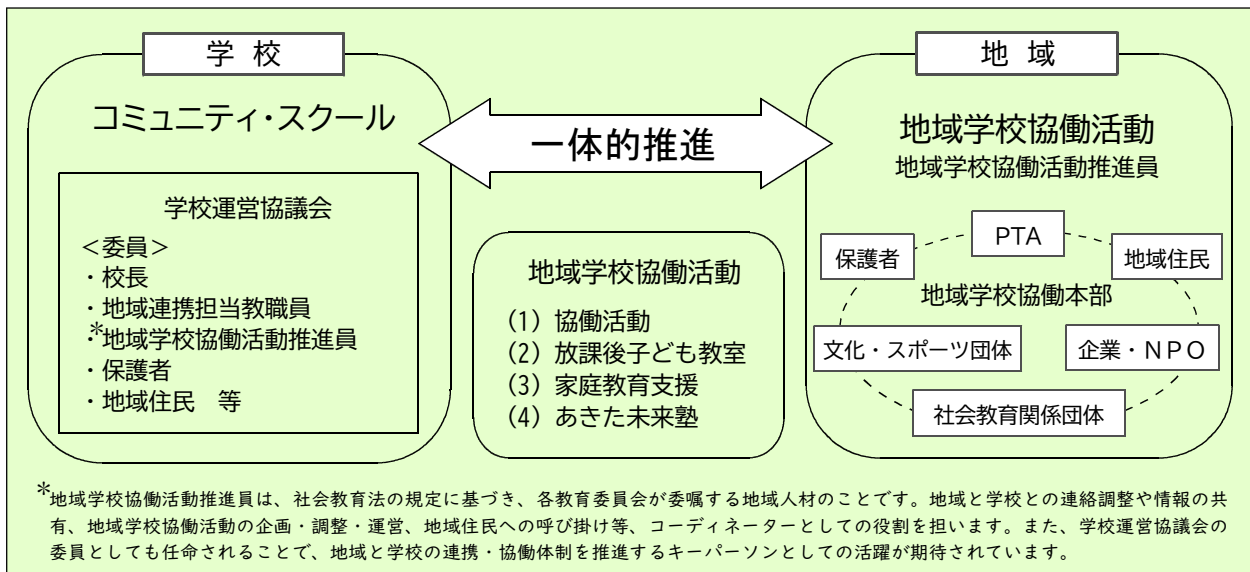 学 校
コミュニティ・スクール
学校運営協議会
＜委員＞
・校長
・地域連携担当教職員
・*地域学校協働活動推進員
・保護者
・地域住民　等
一体的推進
地域学校協働活動
(1) 協働活動
(2) 放課後子ども教室
(3) 家庭教育支援
(4) あきた未来塾
地 域
地域学校協働活動
地域学校協働活動推進員
PTA
保護者
地域住民
地域学校協働本部
文化・スポーツ団体
企業・ＮＰＯ
社会教育関係団体
*地域学校協働活動推進員は、社会教育法の規定に基づき、各教育委員会が委嘱する地域人材のことです。地域と学校との連絡調整や情報の共
有、地域学校協働活動の企画・調整・運営、地域住民への呼び掛け等、コーディネーターとしての役割を担います。また、学校運営協議会の
委員としても任命されることで、地域と学校の連携・協働体制を推進するキーパーソンとしての活躍が期待されています。